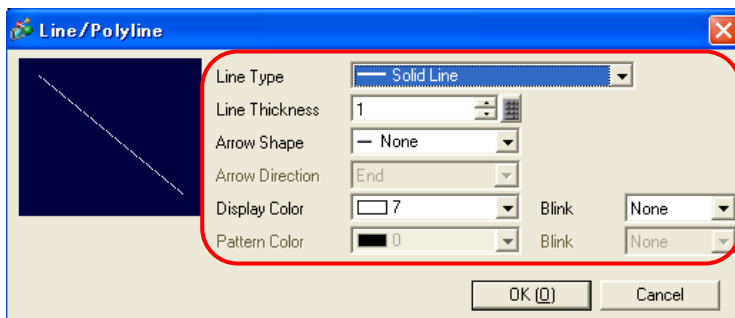 Line/Polyline
Line Type Solid Line
Line Thickness 1
Arrow Shape None
Arrow Direction End
Display Color 7 Blink None
Pattern Color 0 Blink None
OK (O) Cancel